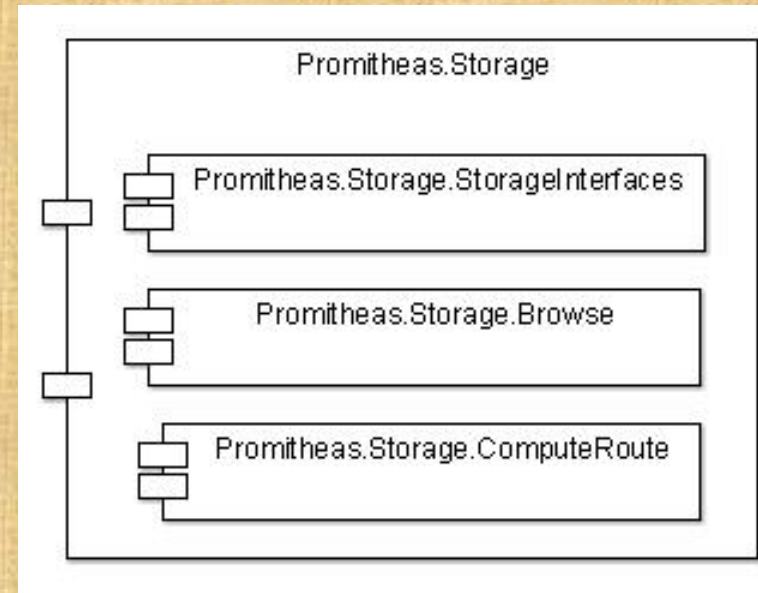 Promitheas.Storage
Promitheas.Storage.StorageInterfaces
Promitheas.Storage.Browse
Promitheas.Storage.ComputeRoute